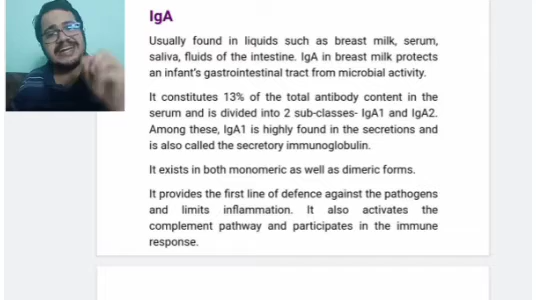 IgA
Usually found in liquids such as breast milk, serum,
saliva, fluids of the intestine. IgA in breast milk protects
an infant's gastrointestinal tract from microbial activity.
It constitutes 13% of the total antibody content in the
serum and is divided into 2 sub-classes- IgA1 and IgA2.
Among these, IgA1 is highly found in the secretions and
is also called the secretory immunoglobulin.
It exists in both monomeric as well as dimeric forms.
It provides the first line of defence against the pathogens
and limits inflammation. It also activates the
complement pathway and participates in the immune
response.